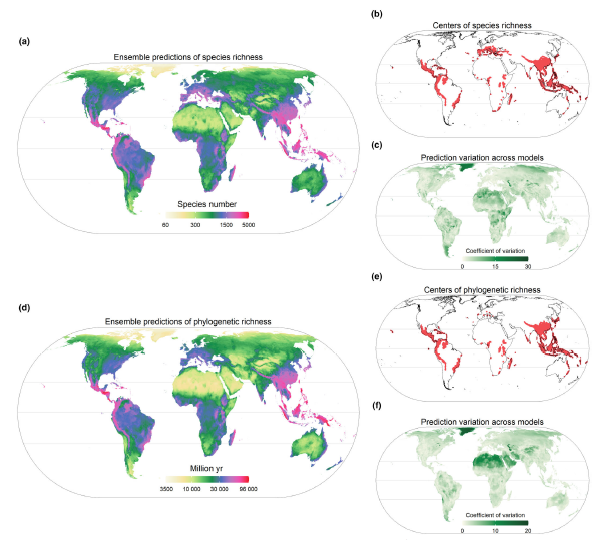 (a)
Ensemble predictions of species richness
Species number
60 300 1500 5000
(b)
Centers of species richness
(c)
Prediction variation across models
Coefficient of variation
0 15 30
(d)
Ensemble predictions of phylogenetic richness
Million yr
3500 10 000 30 000 96 000
(e)
Centers of phylogenetic richness
(f)
Prediction variation across models
Coefficient of variation
0 10 20